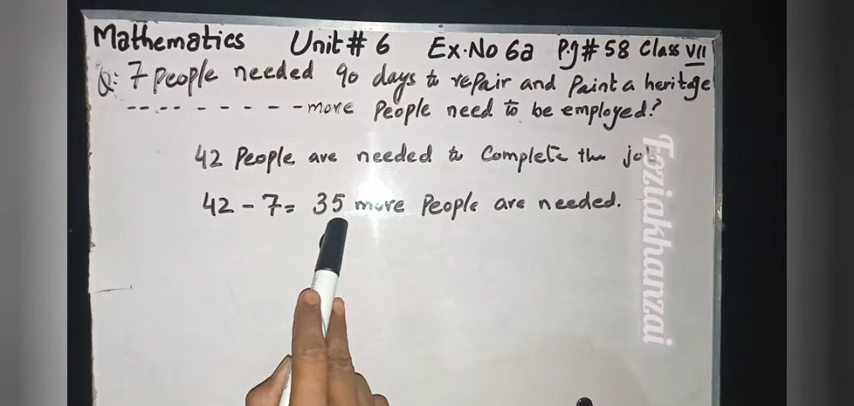 Mathematics Unit # 6 Ex.No 6a Pg# 58 Class VII
Q: 7 People needed 90 days to repair and Paint a heritage
-- -- -- - - - - - - more People need to be employed?
42 People are needed to Complete the job
42 - 7 = 35 more People are needed.
Foziakhanzai